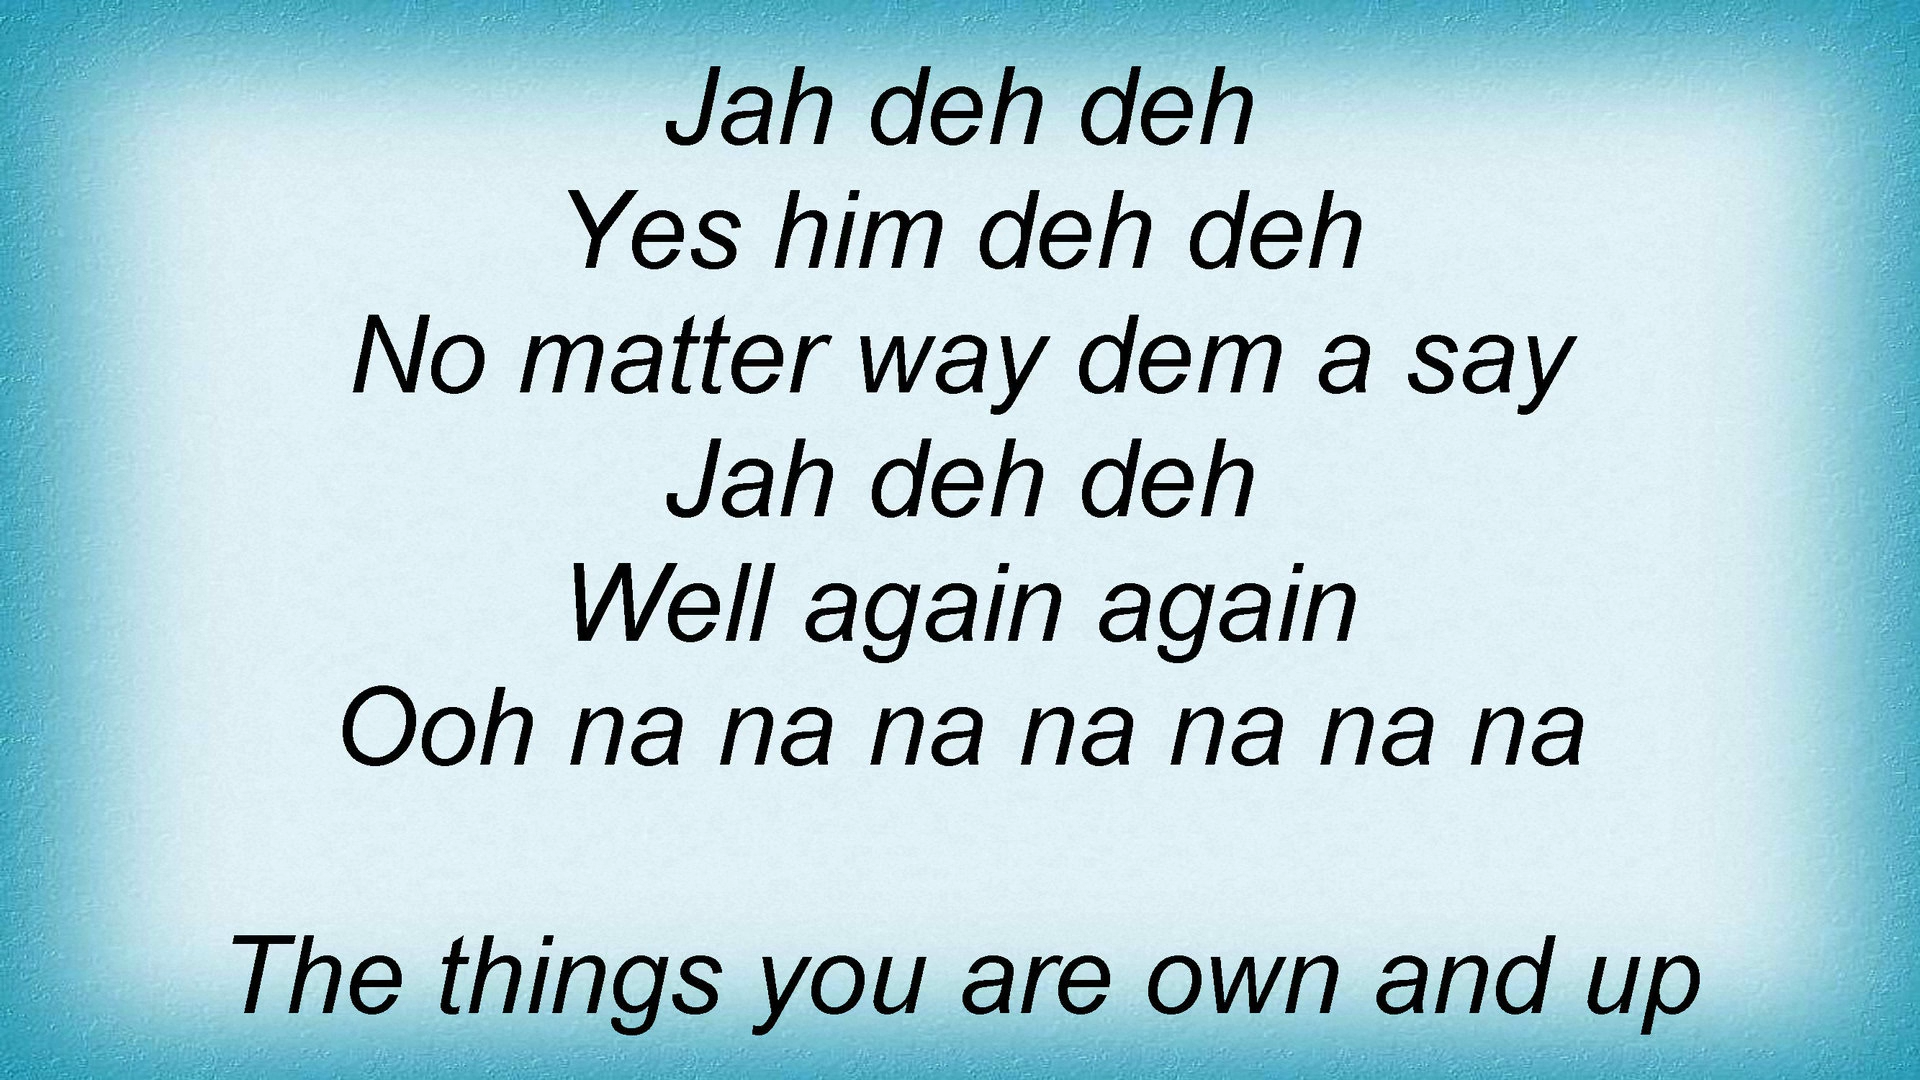 Jah deh deh
Yes him deh deh
No matter way dem a say
Jah deh deh
Well again again
Ooh na na na na na na na
The things you are own and up